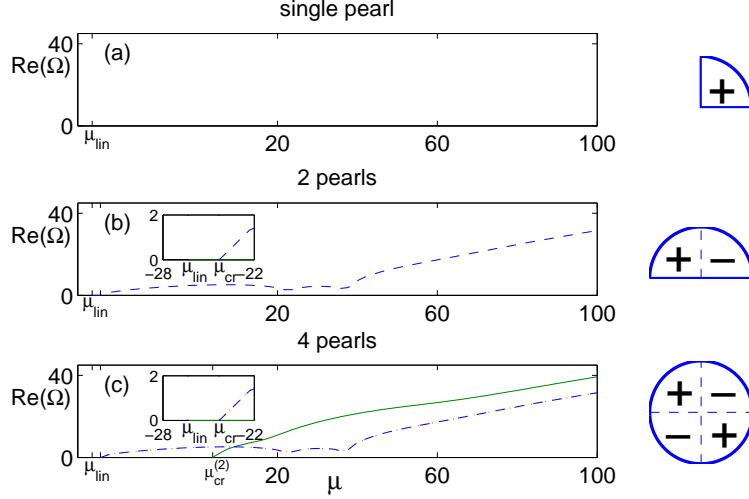 single pearl
40
Re(Ω)
(a)
0
μlin
20
60
100
+
2 pearls
40
Re(Ω)
(b)
2
0
−28
μlin
μcr
−22
0
μlin
20
60
100
+ −
4 pearls
40
Re(Ω)
(c)
2
0
−28
μlin
μcr
−22
0
μlin
μcr(2)
20
60
100
μ
+ −
− +